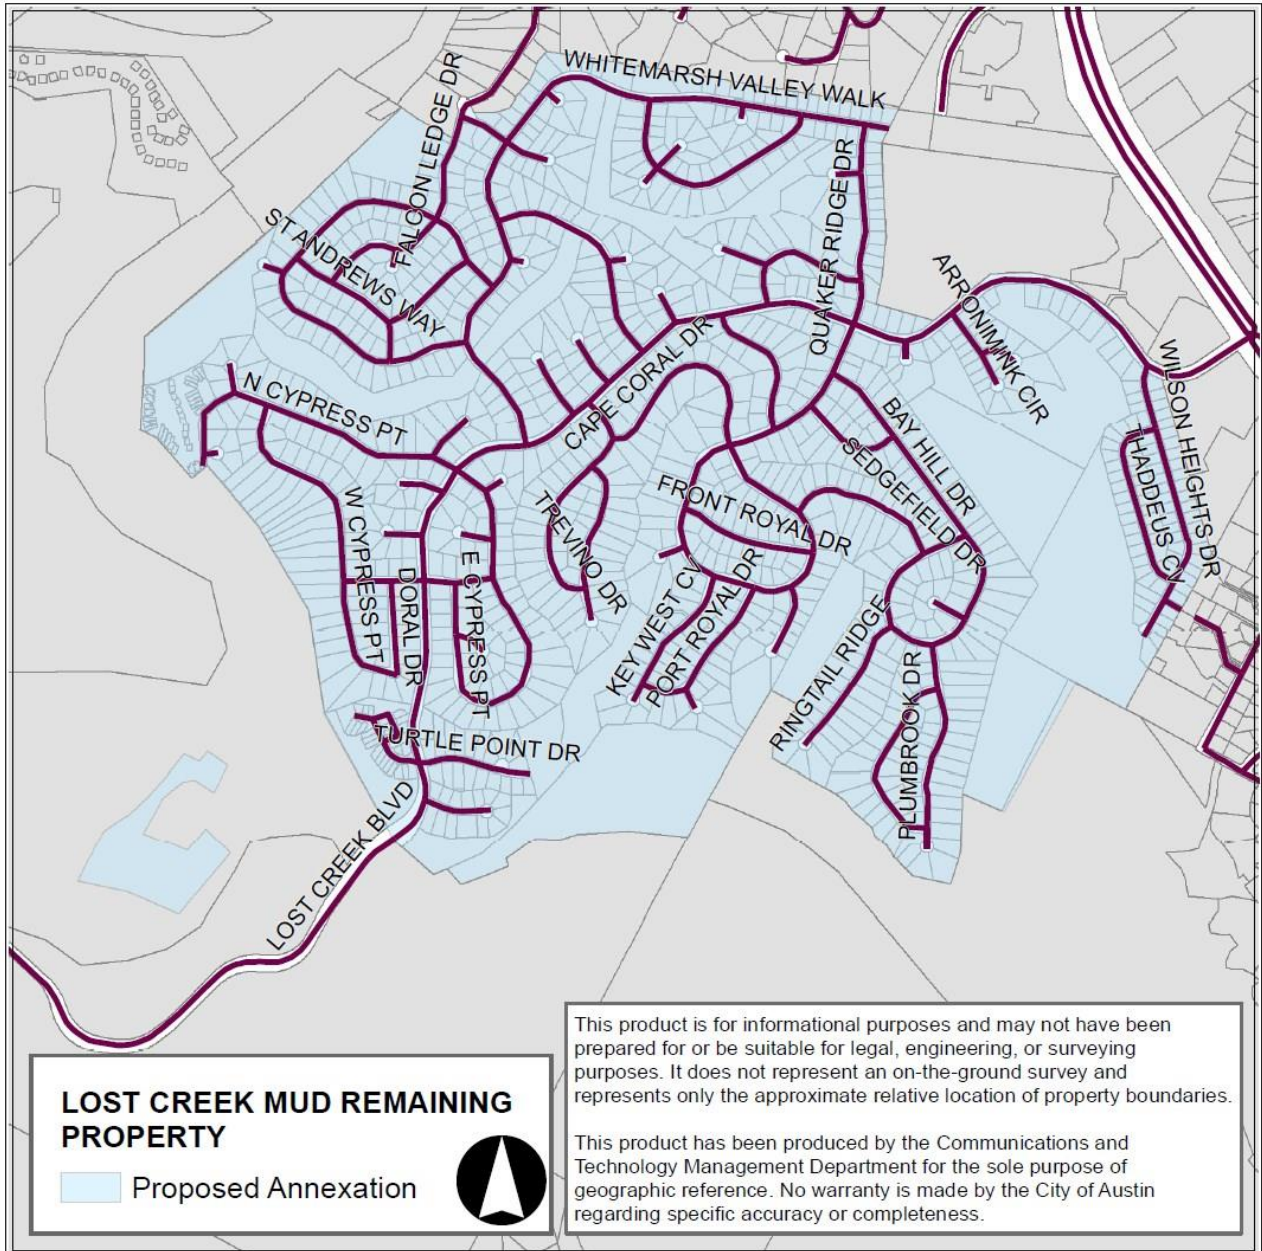 WHITEMARSH VALLEY WALK
FALCON LEDGE DR
QUAKER RIDGE DR
ST ANDREWS WAY
ARRONIMINK CIR
CAPE CORAL DR
WILSON HEIGHTS DR
N CYPRESS PT
BAY HILL DR
THADDEUS CV
SEDGEFIELD DR
FRONT ROYAL DR
TREVINO DR
W CYPRESS PT
DORAL DR
E CYPRESS PT
KEY WEST CV
PORT ROYAL DR
RINGTAIL RIDGE
PLUMBROOK DR
TURTLE POINT DR
LOST CREEK BLVD
LOST CREEK MUD REMAINING
PROPERTY
Proposed Annexation
This product is for informational purposes and may not have been
prepared for or be suitable for legal, engineering, or surveying
purposes. It does not represent an on-the-ground survey and
represents only the approximate relative location of property boundaries.
This product has been produced by the Communications and
Technology Management Department for the sole purpose of
geographic reference. No warranty is made by the City of Austin
regarding specific accuracy or completeness.